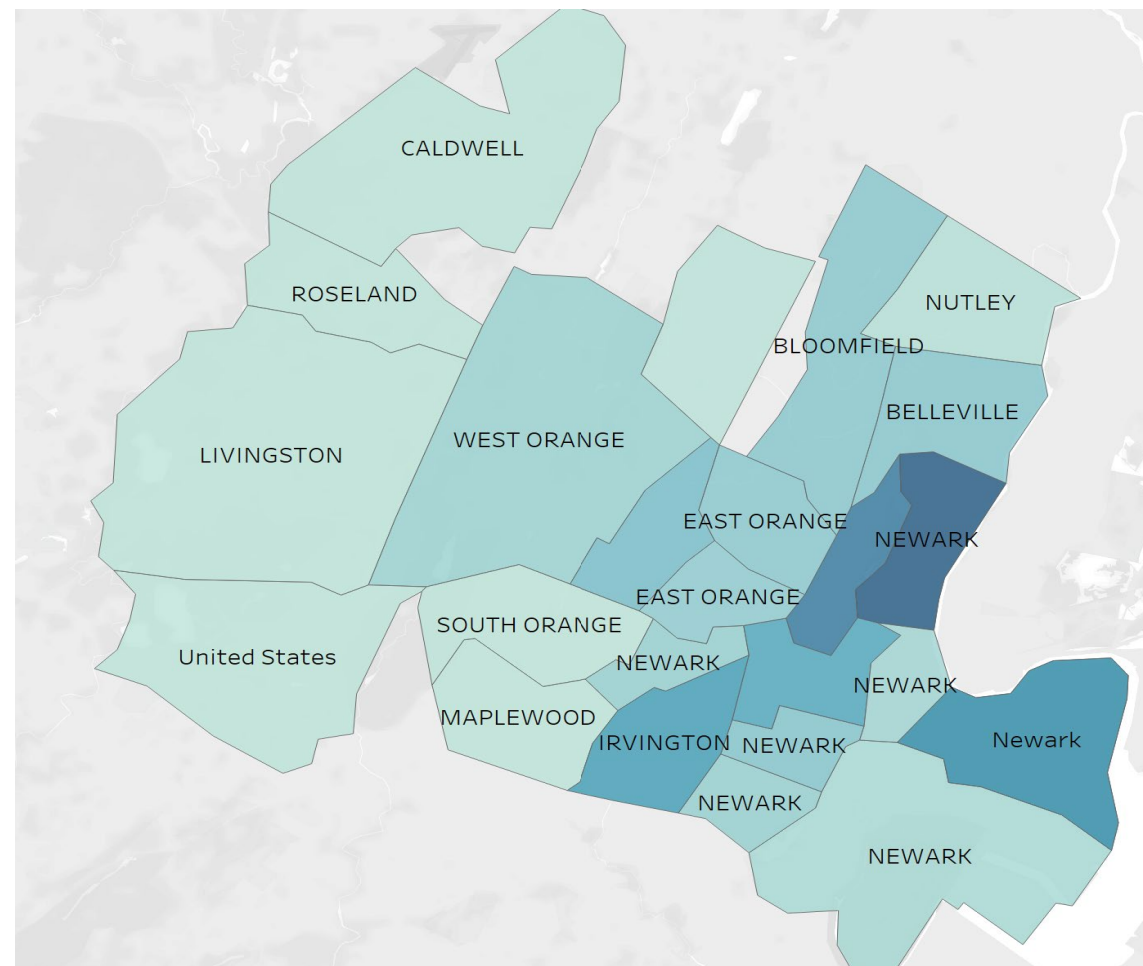 CALDWELL
ROSELAND
NUTLEY
BLOOMFIELD
BELLEVILLE
WEST ORANGE
LIVINGSTON
EAST ORANGE
NEWARK
EAST ORANGE
SOUTH ORANGE
United States
NEWARK
NEWARK
MAPLEWOOD
IRVINGTON
NEWARK
Newark
NEWARK
NEWARK